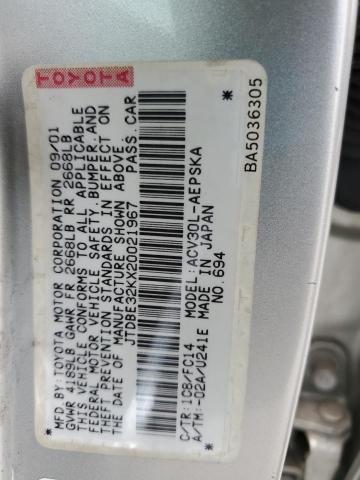 TOYOTA
MFD.BY:TOYOTA MOTOR CORPORATION 09/01
GVWR 4199LB GAWR FR 2668LB RR 2668LB
THIS VEHICLE CONFORMS TO ALL APPLICABLE
FEDERAL MOTOR VEHICLE SAFETY,BUMPER,AND
THEFT PREVENTION STANDARDS IN EFFECT ON
THE DATE OF MANUFACTURE SHOWN ABOVE.
JTDBE32KX20021967 PASS.CAR
C/TR:1C8/FC14 ACV30L-AEPSKA
A/TM:-02A/U241E MADE IN JAPAN
NO.694
* BA5036305 *